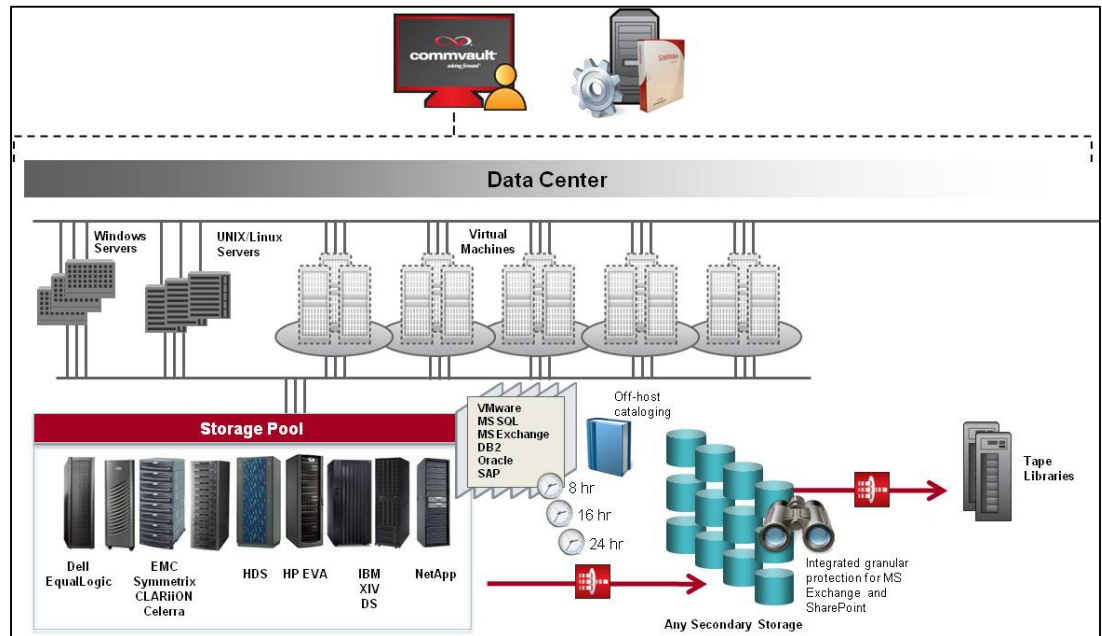 commvault
solving forward
SIMPANA
Data Center
Windows
Servers
UNIX/Linux
Servers
Virtual
Machines
Storage Pool
VMware
MS SQL
MS Exchange
DB2
Oracle
SAP
Off-host
cataloging
8 hr
16 hr
24 hr
Dell
EqualLogic
EMC
Symmetrix
CLARiiON
Celerra
HDS
HP EVA
IBM
XIV
DS
NetApp
Integrated granular
protection for MS
Exchange and
SharePoint
Any Secondary Storage
Tape
Libraries